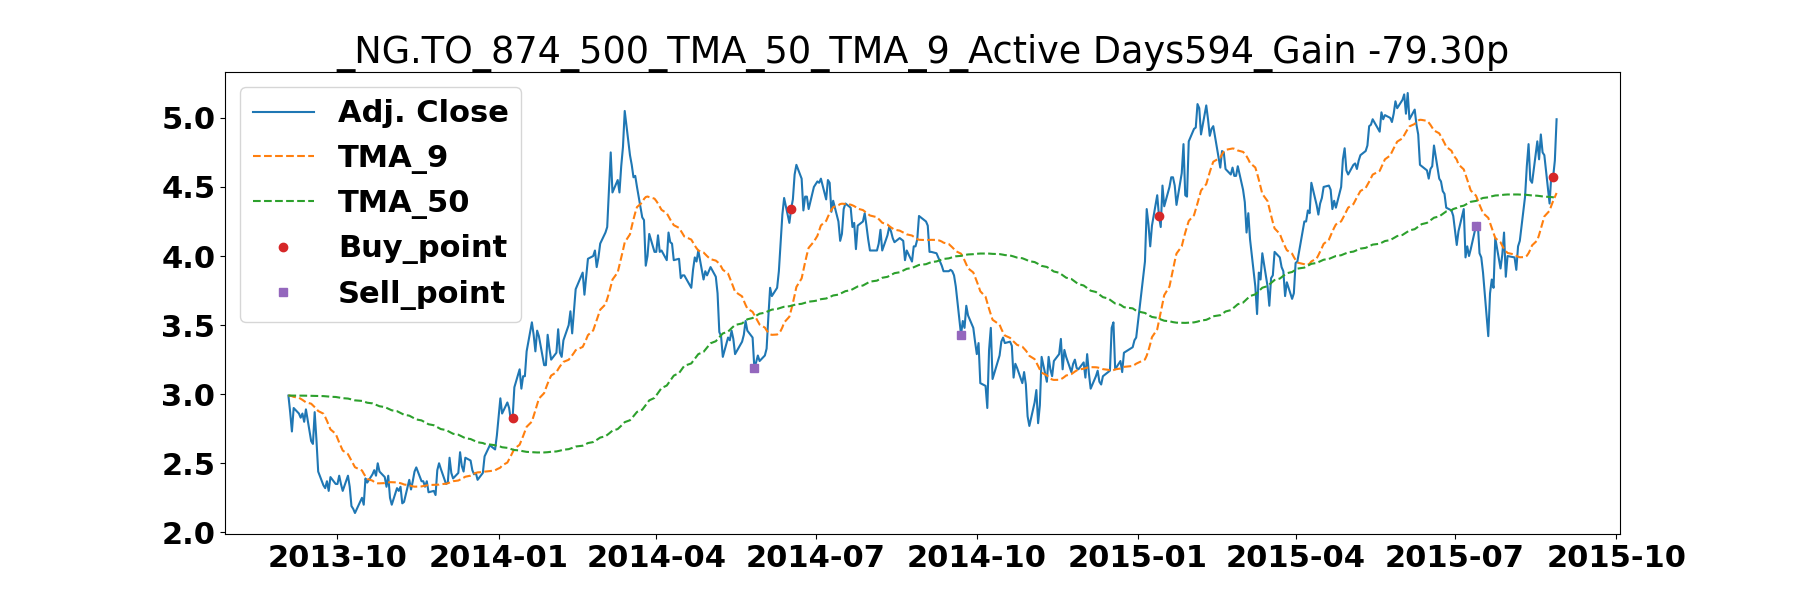 _NG.TO_874_500_TMA_50_TMA_9_Active Days594_Gain -79.30p
Adj. Close
TMA_9
TMA_50
Buy_point
Sell_point
5.0
4.5
4.0
3.5
3.0
2.5
2.0
2013-10 2014-01 2014-04 2014-07 2014-10 2015-01 2015-04 2015-07 2015-10